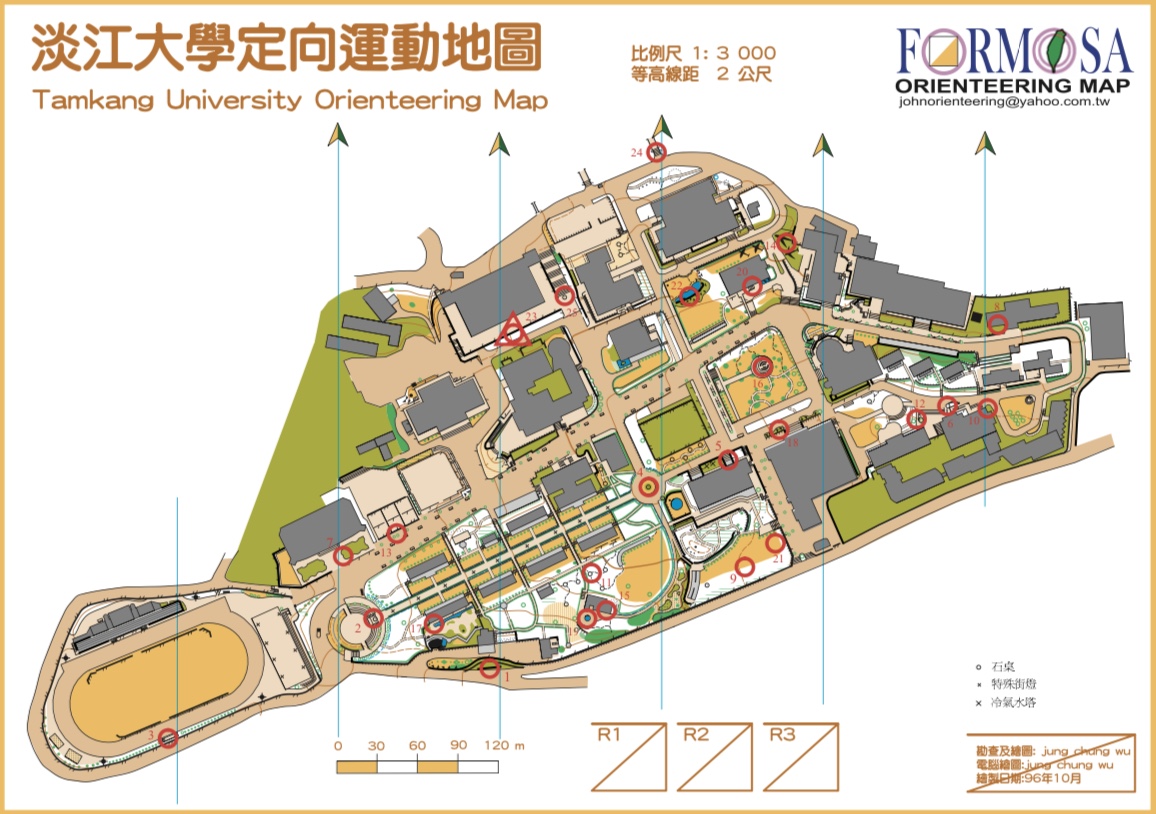 淡江大學定向運動地圖
Tamkang University Orienteering Map
比例尺 1: 3 000
等高線距 2 公尺
FORMOSA
ORIENTEERING MAP
johnorienteering@yahoo.com.tw
24
14
20
22
23
25
8
16
12
6
10
18
5
4
7
13
21
9
11
15
19
2
17
1
3
石桌
特殊街燈
冷氣水塔
R1 R2 R3
0 30 60 90 120 m
勘查及繪圖: jung chung wu
電腦繪圖:jung chung wu
繪製日期:96年10月